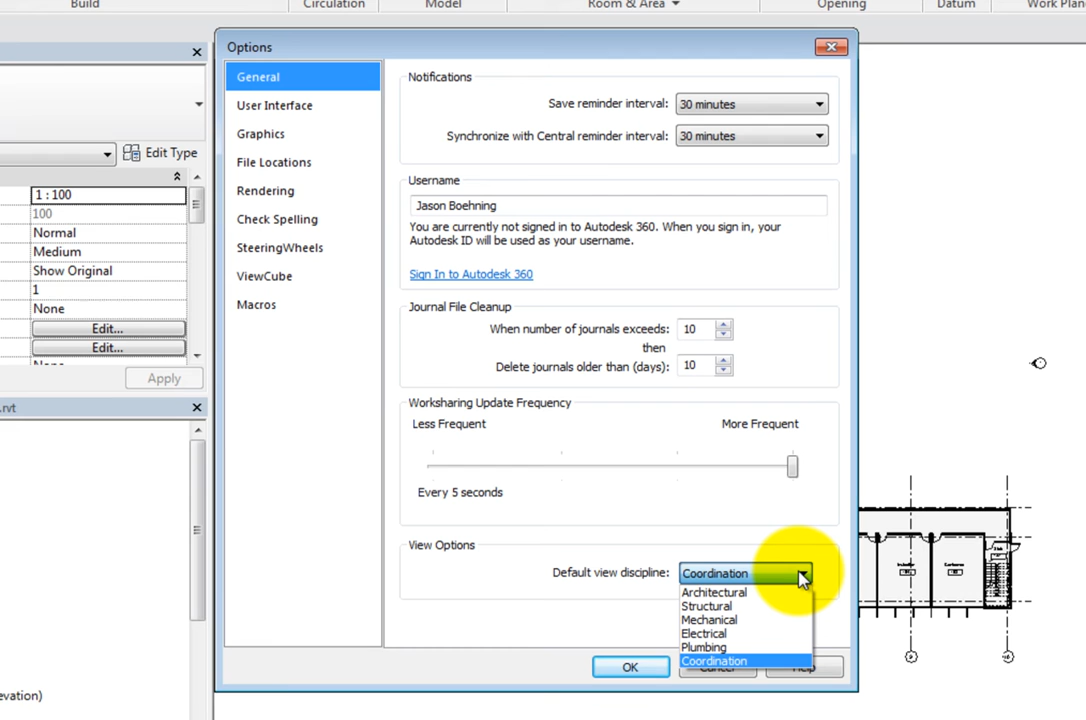 Build Circulation Model Room & Area Opening Datum Work Plan
Options
General
User Interface
Graphics
File Locations
Rendering
Check Spelling
SteeringWheels
ViewCube
Macros
Notifications
Save reminder interval: 30 minutes
Synchronize with Central reminder interval: 30 minutes
Username
Jason Boehning
You are currently not signed in to Autodesk 360. When you sign in, your
Autodesk ID will be used as your username.
Sign In to Autodesk 360
Journal File Cleanup
When number of journals exceeds: 10
then
Delete journals older than (days): 10
Worksharing Update Frequency
Less Frequent More Frequent
Every 5 seconds
View Options
Default view discipline: Coordination
Architectural
Structural
Mechanical
Electrical
Plumbing
Coordination
OK Cancel Help
Edit Type
1 : 100
100
Normal
Medium
Show Original
1
None
Edit...
Edit...
Apply
.rvt
evation)